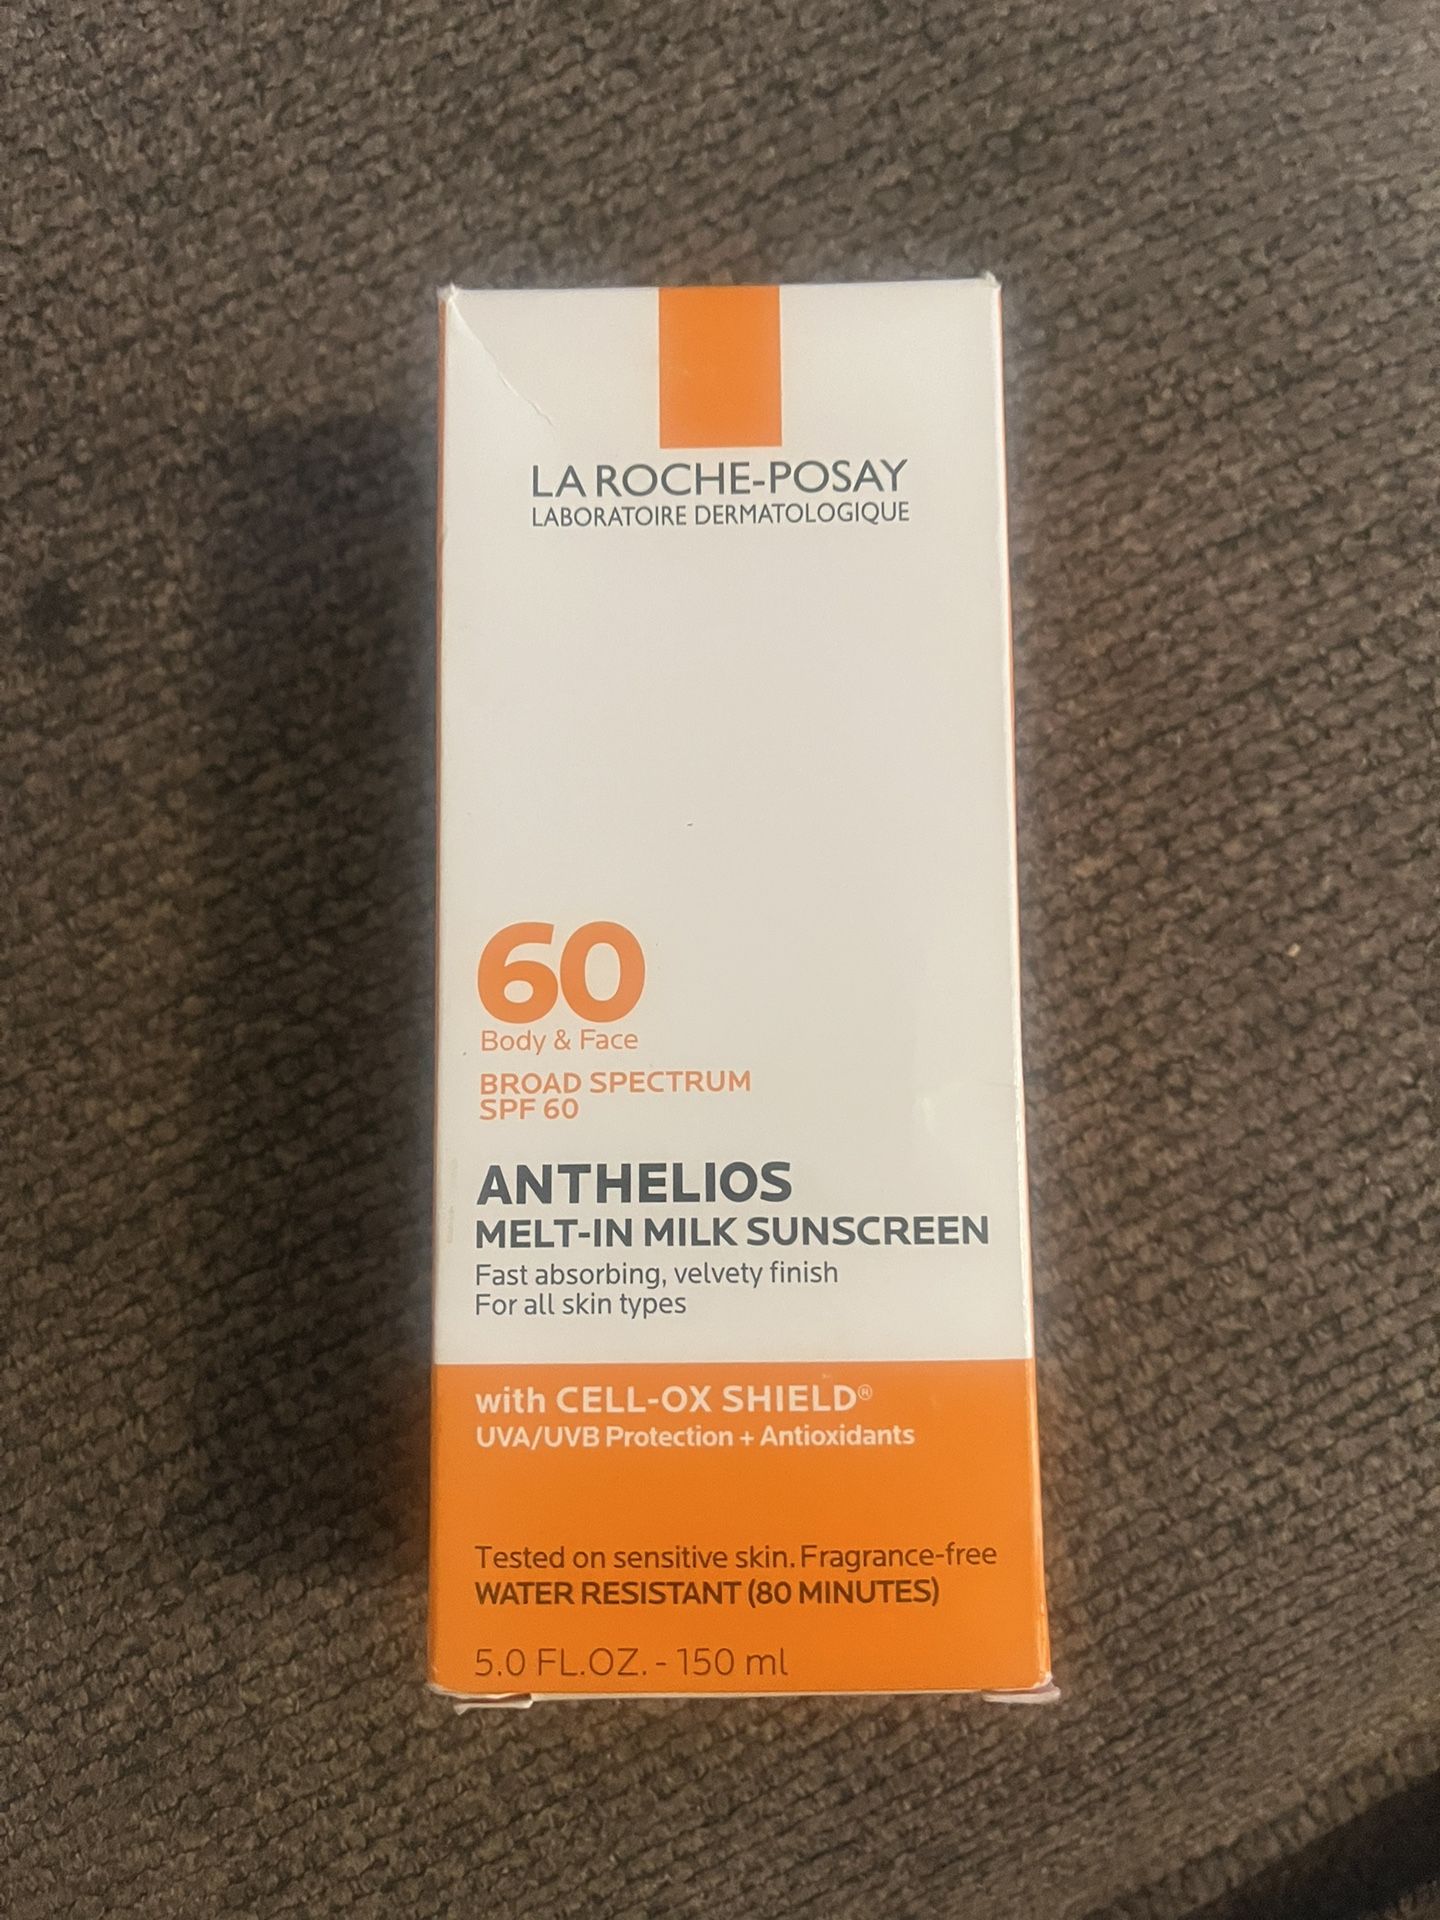 LA ROCHE-POSAY
LABORATOIRE DERMATOLOGIQUE
60
Body & Face
BROAD SPECTRUM
SPF 60
ANTHELIOS
MELT-IN MILK SUNSCREEN
Fast absorbing, velvety finish
For all skin types
with CELL-OX SHIELD®
UVA/UVB Protection + Antioxidants
Tested on sensitive skin. Fragrance-free
WATER RESISTANT (80 MINUTES)
5.0 FL.OZ. - 150 ml